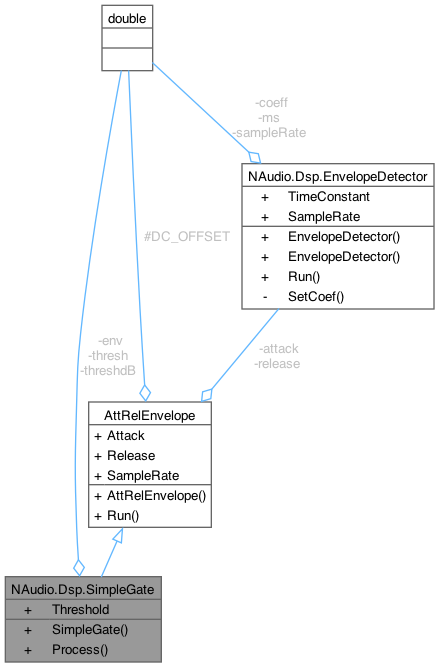 double
-coeff
-ms
-sampleRate
NAudio.Dsp.EnvelopeDetector
+ TimeConstant
+ SampleRate
+ EnvelopeDetector()
+ EnvelopeDetector()
+ Run()
- SetCoef()
#DC_OFFSET
-env
-thresh
-threshdB
-attack
-release
AttRelEnvelope
+ Attack
+ Release
+ SampleRate
+ AttRelEnvelope()
+ Run()
NAudio.Dsp.SimpleGate
+ Threshold
+ SimpleGate()
+ Process()